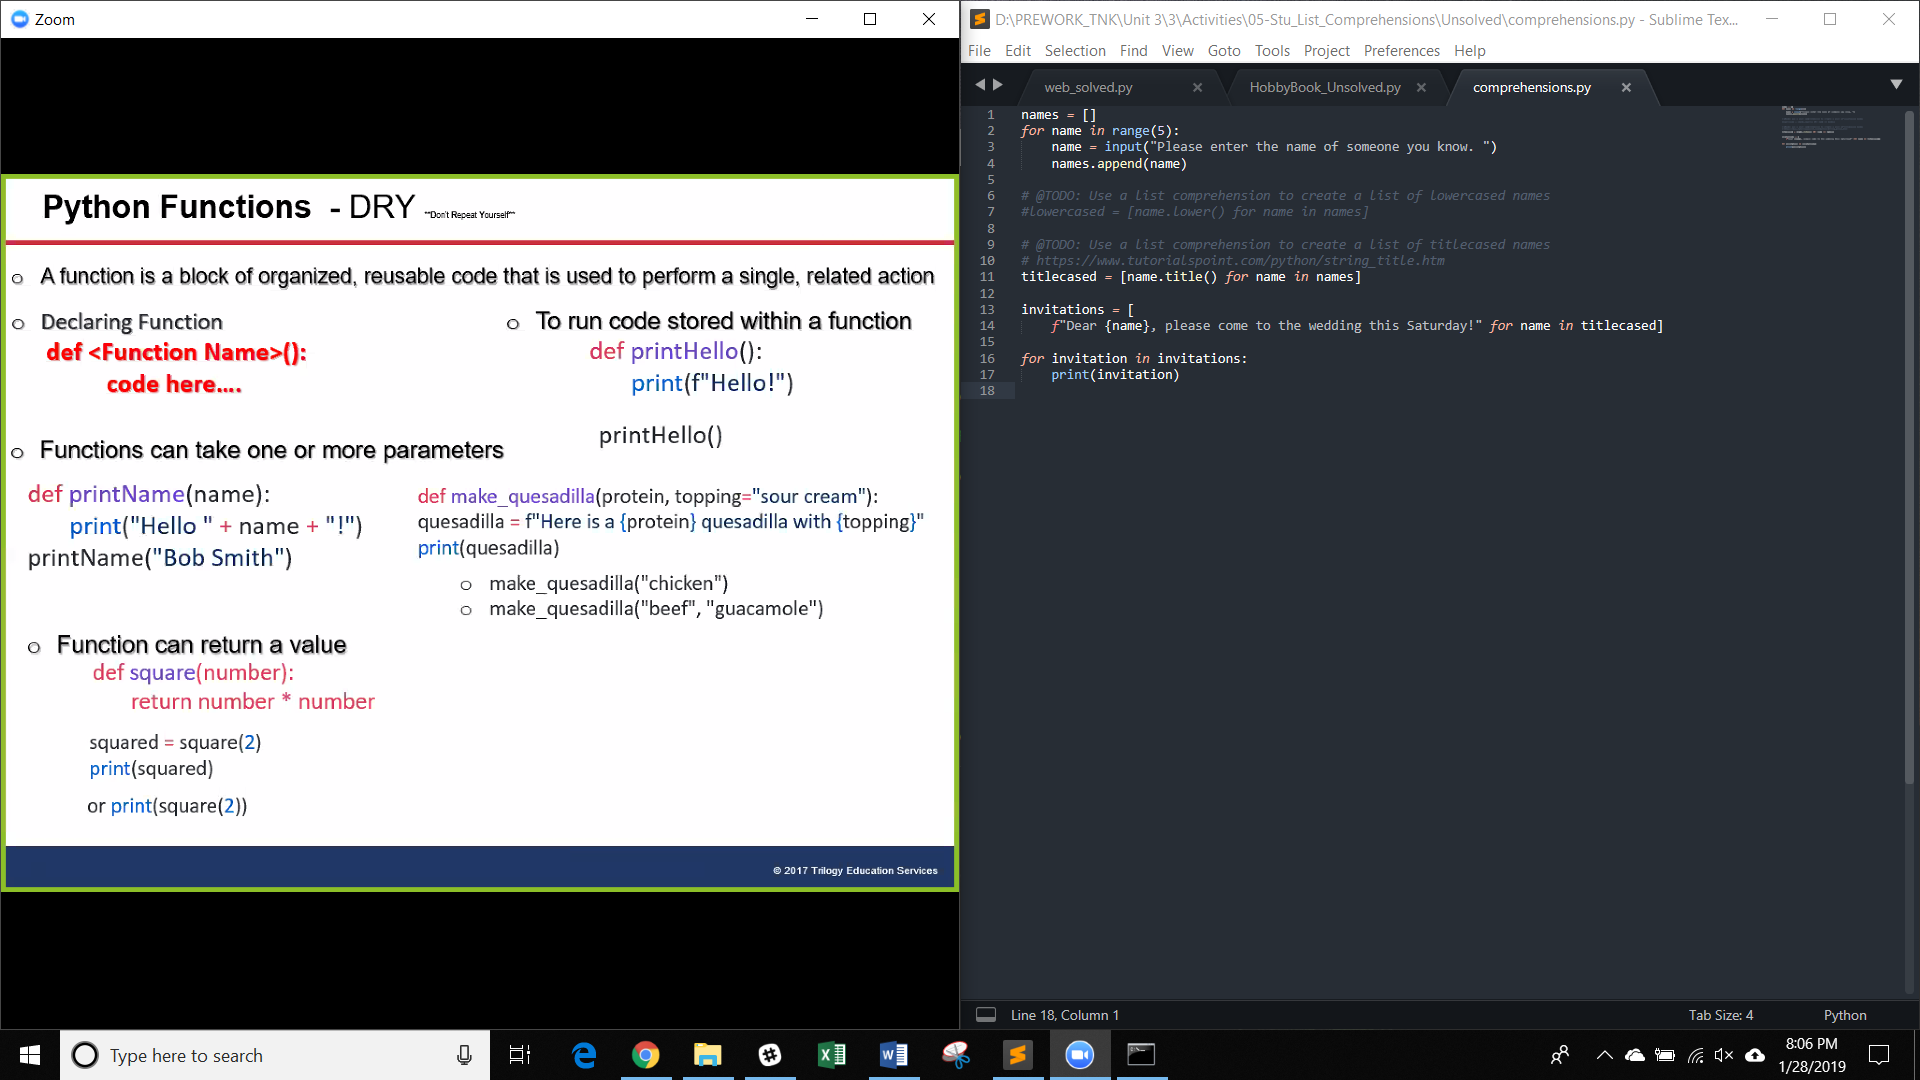 Zoom
Python Functions - DRY **Don't Repeat Yourself**
o A function is a block of organized, reusable code that is used to perform a single, related action
o Declaring Function
def <Function Name>():
code here....
o To run code stored within a function
def printHello():
print(f"Hello!")
printHello()
o Functions can take one or more parameters
def printName(name):
print("Hello " + name + "!")
printName("Bob Smith")
def make_quesadilla(protein, topping="sour cream"):
quesadilla = f"Here is a {protein} quesadilla with {topping}"
print(quesadilla)
o make_quesadilla("chicken")
o make_quesadilla("beef", "guacamole")
o Function can return a value
def square(number):
return number * number
squared = square(2)
print(squared)
or print(square(2))
© 2017 Trilogy Education Services
D:\PREWORK_TNK\Unit 3\3\Activities\05-Stu_List_Comprehensions\Unsolved\comprehensions.py - Sublime Tex...
File Edit Selection Find View Goto Tools Project Preferences Help
web_solved.py HobbyBook_Unsolved.py comprehensions.py
1 names = []
2 for name in range(5):
3 name = input("Please enter the name of someone you know. ")
4 names.append(name)
5
6 # @TODO: Use a list comprehension to create a list of lowercased names
7 #lowercased = [name.lower() for name in names]
8
9 # @TODO: Use a list comprehension to create a list of titlecased names
10 # https://www.tutorialspoint.com/python/string_title.htm
11 titlecased = [name.title() for name in names]
12
13 invitations = [
14 f"Dear {name}, please come to the wedding this Saturday!" for name in titlecased]
15
16 for invitation in invitations:
17 print(invitation)
18
Line 18, Column 1 Tab Size: 4 Python
Type here to search
8:06 PM
1/28/2019